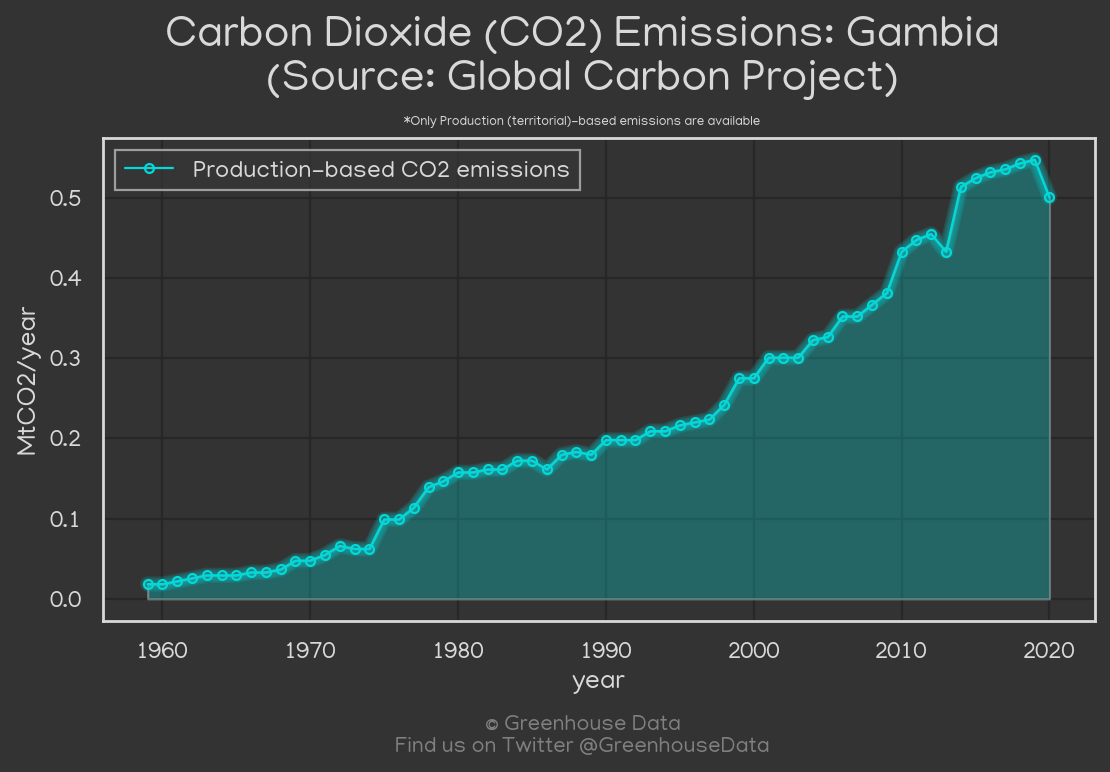 Carbon Dioxide (CO2) Emissions: Gambia
(Source: Global Carbon Project)
*Only Production (territorial)-based emissions are available
Production-based CO2 emissions
MtCO2/year
0.5
0.4
0.3
0.2
0.1
0.0
1960 1970 1980 1990 2000 2010 2020
year
© Greenhouse Data
Find us on Twitter @GreenhouseData